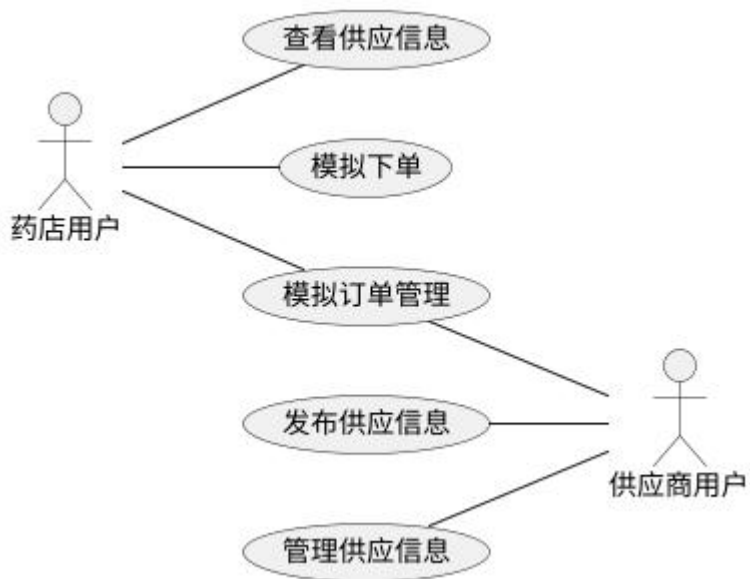 查看供应信息
模拟下单
药店用户
模拟订单管理
发布供应信息
供应商用户
管理供应信息